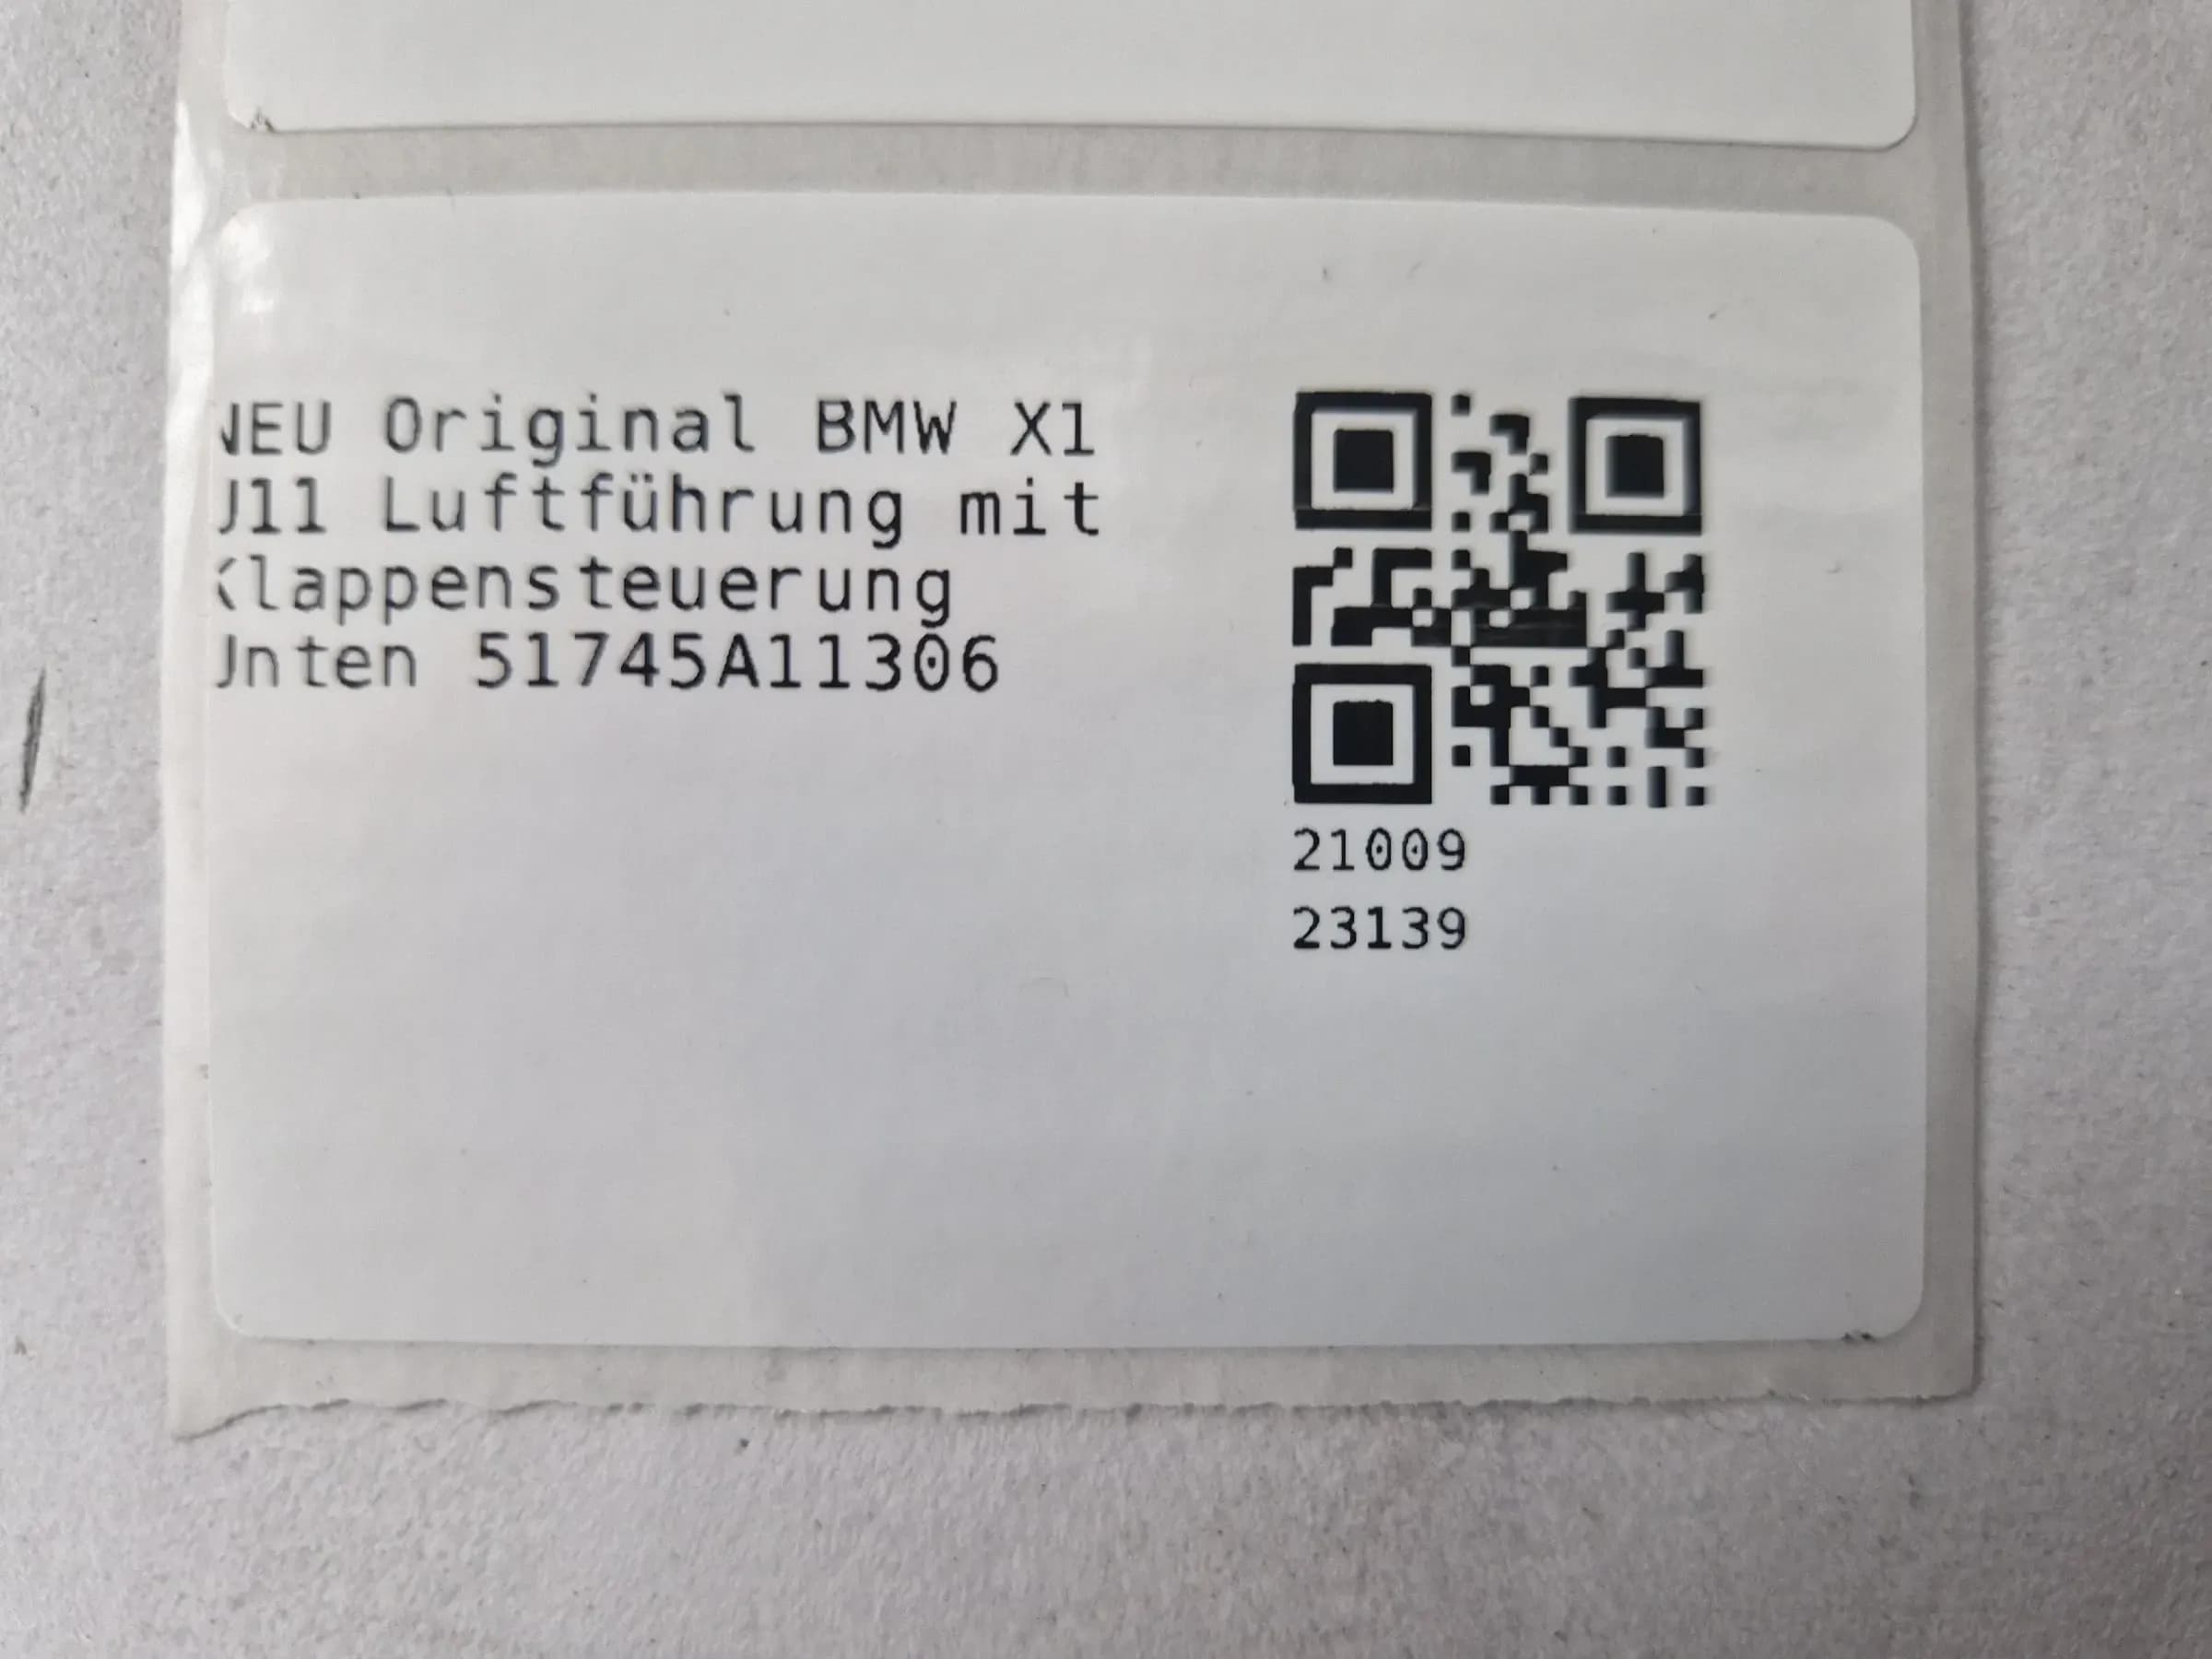 NEU Original BMW X1
U11 Luftführung mit
Klappensteuerung
Unten 51745A11306
21009
23139